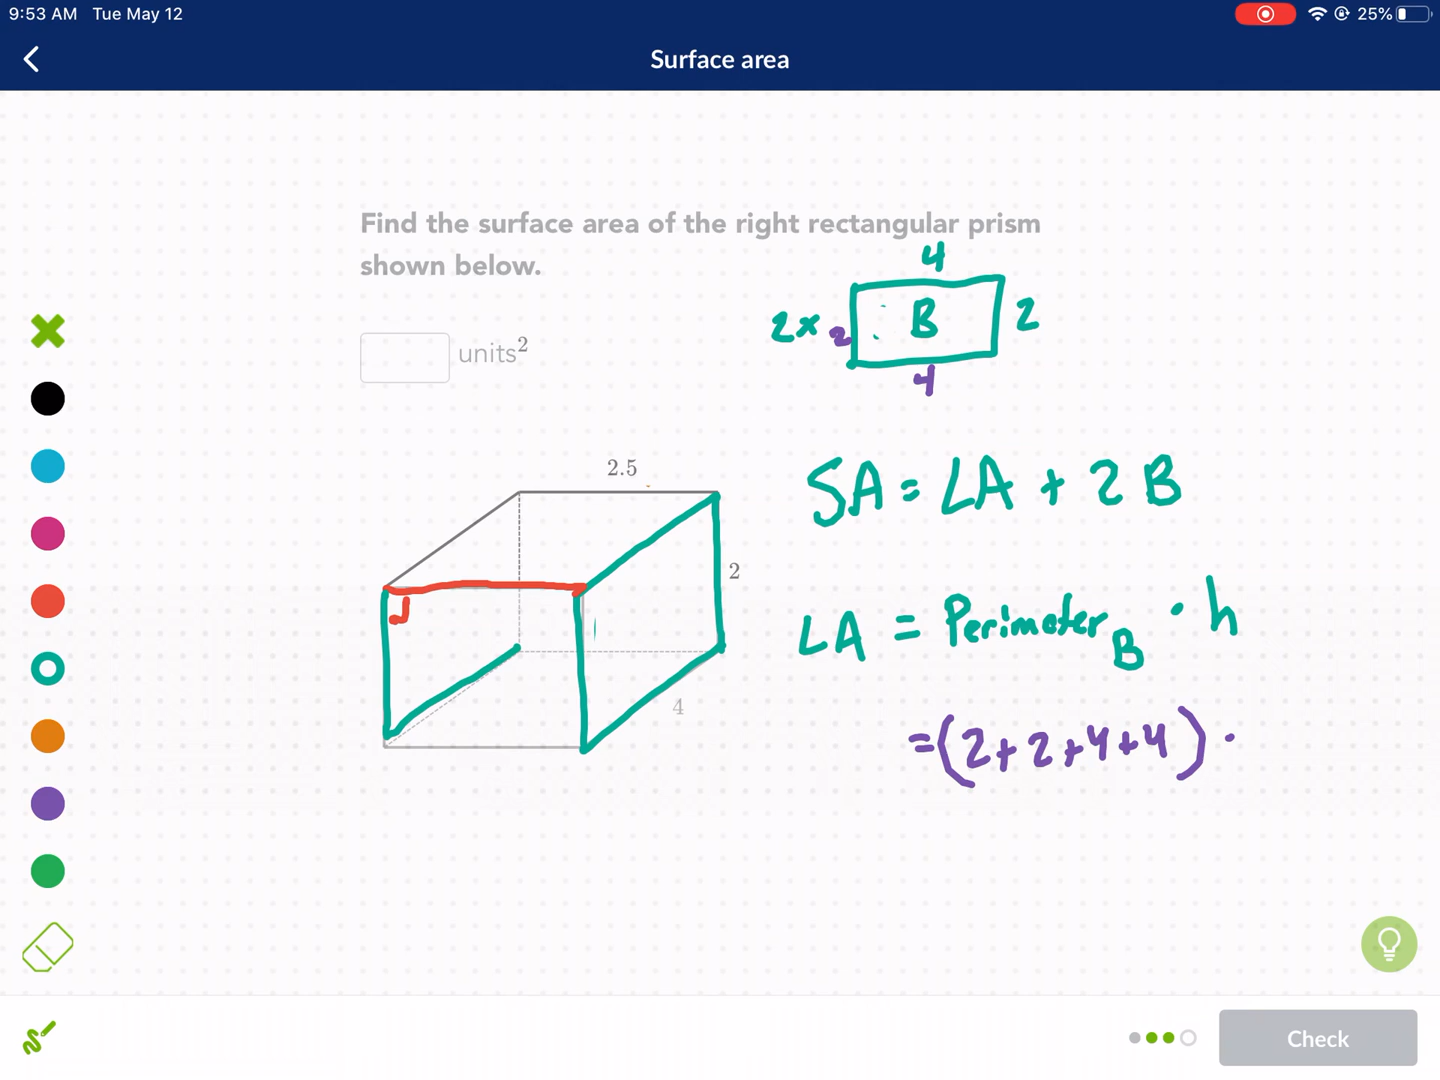 9:53 AM Tue May 12
25%
Surface area
Find the surface area of the right rectangular prism
shown below.
units²
4
2x 2 B 2
4
2.5
2
4
SA = LA + 2B
LA = Perimeter_B · h
= (2+2+4+4) ·
Check